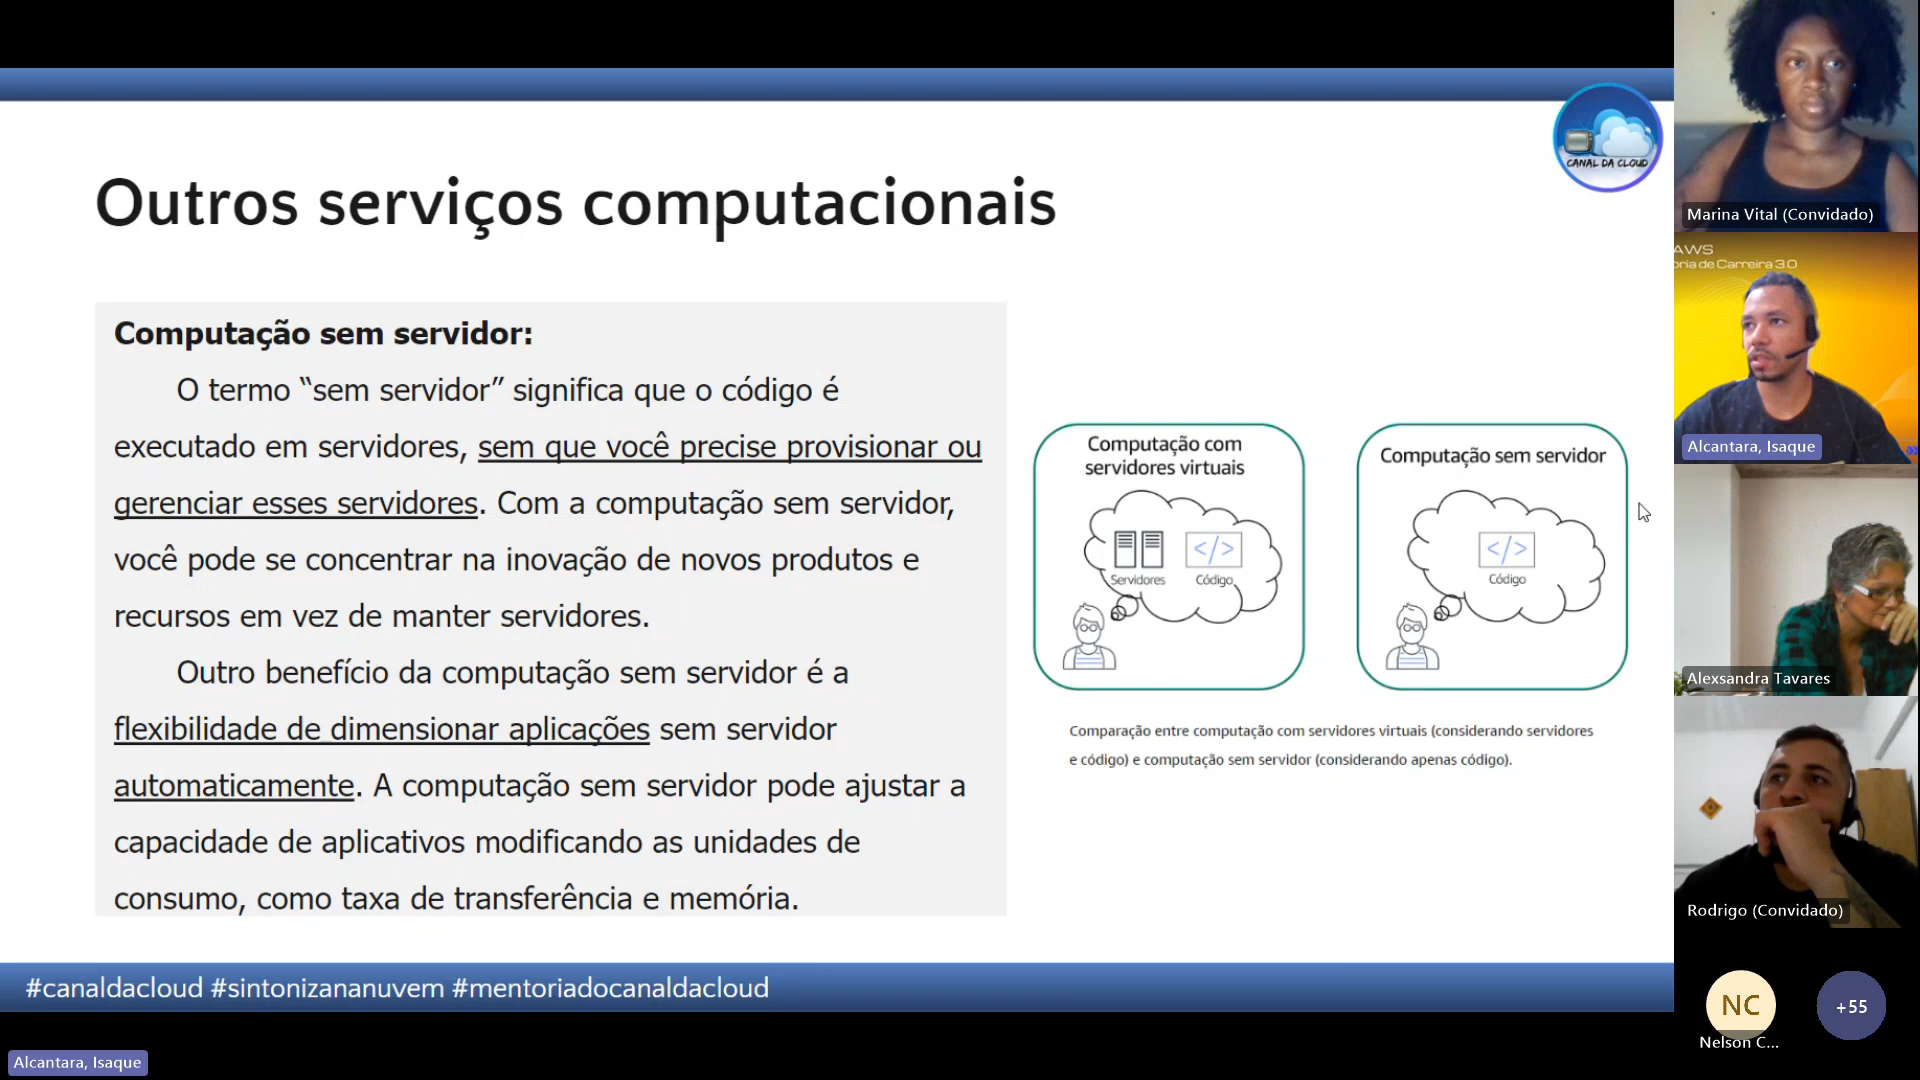 CANAL DA CLOUD
Outros serviços computacionais
Computação sem servidor:
O termo “sem servidor” significa que o código é
executado em servidores, sem que você precise provisionar ou
gerenciar esses servidores. Com a computação sem servidor,
você pode se concentrar na inovação de novos produtos e
recursos em vez de manter servidores.
Outro benefício da computação sem servidor é a
flexibilidade de dimensionar aplicações sem servidor
automaticamente. A computação sem servidor pode ajustar a
capacidade de aplicativos modificando as unidades de
consumo, como taxa de transferência e memória.
Computação com
servidores virtuais
</>
Servidores
Código
Computação sem servidor
</>
Código
Comparação entre computação com servidores virtuais (considerando servidores
e código) e computação sem servidor (considerando apenas código).
#canaldacloud #sintonizananuvem #mentoriadocanaldacloud
Alcantara, Isaque
Marina Vital (Convidado)
AWS
oria de Carreira 3.0
Alcantara, Isaque
Alexsandra Tavares
Rodrigo (Convidado)
NC
Nelson C...
+55